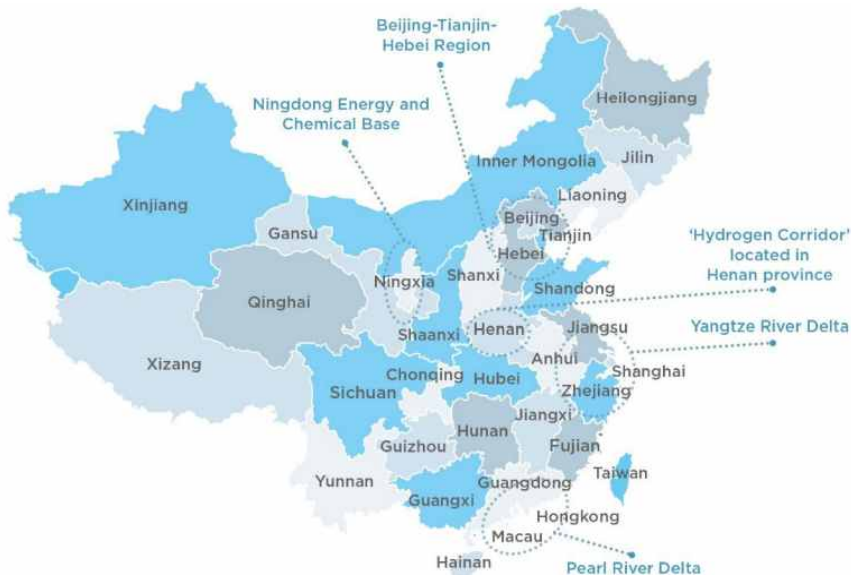 Beijing-Tianjin-
Hebei Region
Heilongjiang
Ningdong Energy and
Chemical Base
Inner Mongolia
Jilin
Liaoning
Xinjiang
Beijing
Gansu
Tianjin
'Hydrogen Corridor'
located in
Henan province
Hebei
Shanxi
Ningxia
Shandong
Qinghai
Henan
Jiangsu
Yangtze River Delta
Shaanxi
Anhui
Xizang
Shanghai
Chonqing
Hubei
Zhejiang
Sichuan
Jiangxi
Hunan
Guizhou
Fujian
Taiwan
Yunnan
Guangdong
Guangxi
Hongkong
Macau
Hainan
Pearl River Delta